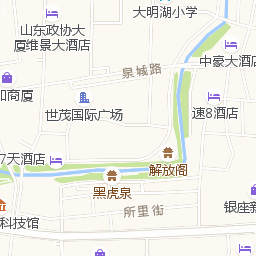 大明湖小学
山东政协大
厦维景大酒店
泉城路
中豪大酒店
和商厦
世茂国际广场
速8酒店
7天酒店
解放阁
黑虎泉
所里街
银座新
科技馆